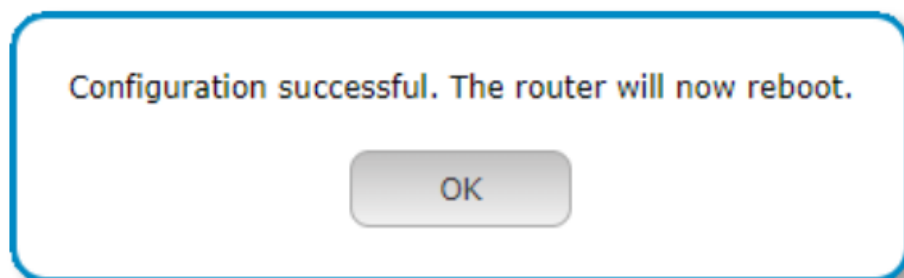 Configuration successful. The router will now reboot.
OK